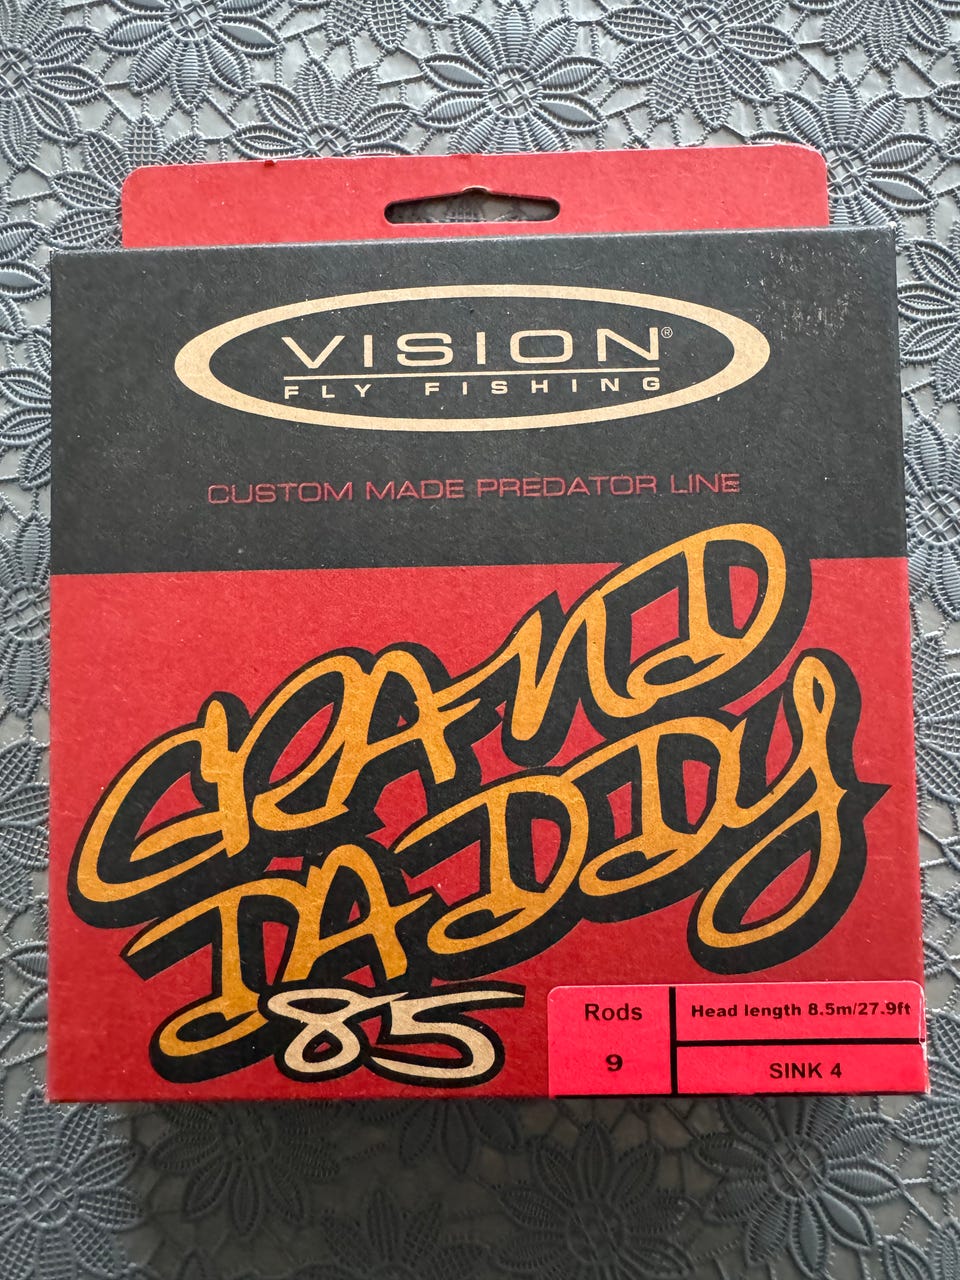 VISION®
FLY FISHING
CUSTOM MADE PREDATOR LINE
GRAND
DADDY
85
Rods
9
Head length 8.5m/27.9ft
SINK 4